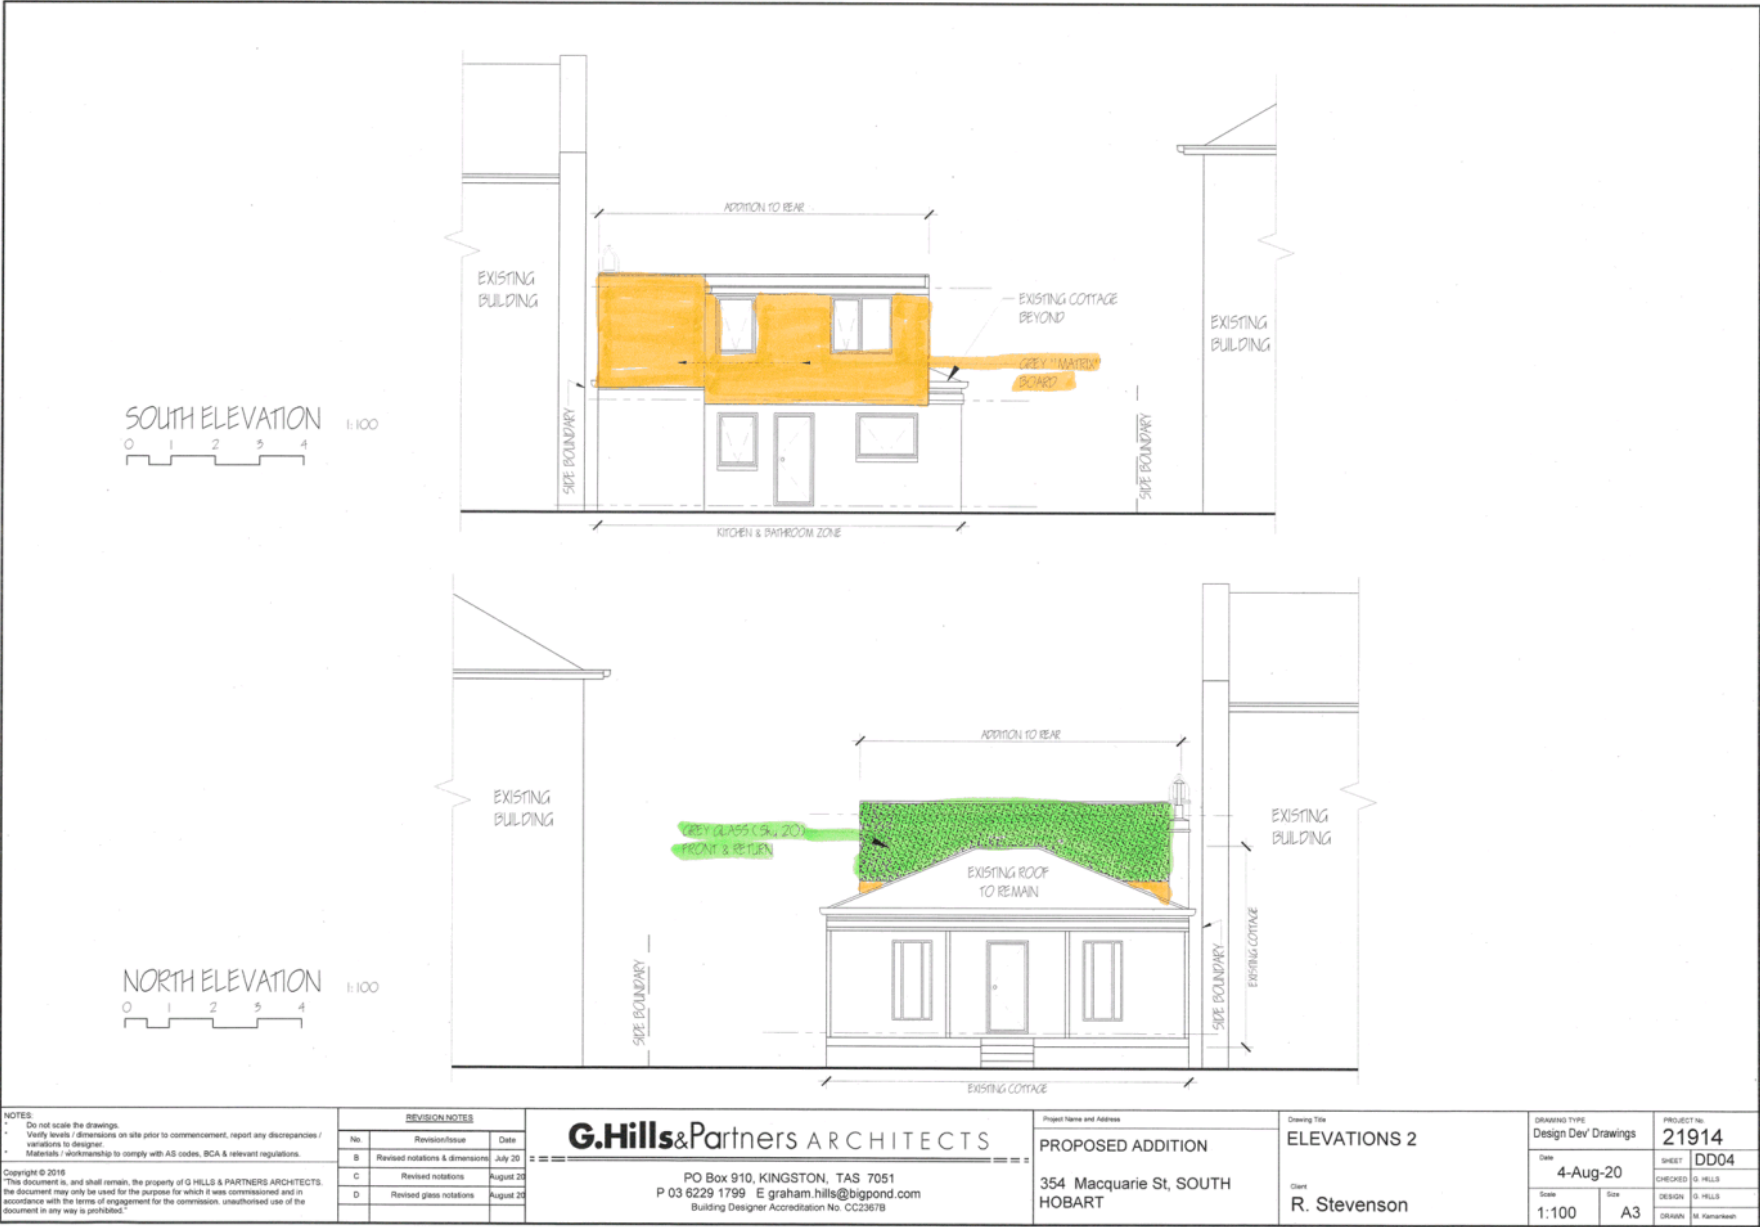 ADDITION TO REAR
EXISTING
BUILDING
EXISTING COTTAGE
BEYOND
EXISTING
BUILDING
GREY "MATRIX"
BOARD
SOUTH ELEVATION 1:100
0 1 2 3 4
SIDE BOUNDARY
SIDE BOUNDARY
KITCHEN & BATHROOM ZONE
ADDITION TO REAR
EXISTING
BUILDING
EXISTING
BUILDING
GREY GLASS (Sky 20)
FRONT & RETURN
EXISTING ROOF
TO REMAIN
EXISTING COTTAGE
SIDE BOUNDARY
SIDE BOUNDARY
NORTH ELEVATION 1:100
0 1 2 3 4
EXISTING COTTAGE
NOTES:
* Do not scale the drawings.
* Verify levels / dimensions on site prior to commencement, report any discrepancies /
variations to designer.
* Materials / workmanship to comply with AS codes, BCA & relevant regulations.
Copyright © 2016
"This document is, and shall remain, the property of G HILLS & PARTNERS ARCHITECTS.
the document may only be used for the purpose for which it was commissioned and in
accordance with the terms of engagement for the commission. unauthorised use of the
document in any way is prohibited."
REVISION NOTES
No. Revision/Issue Date
B Revised notations & dimensions July 20
C Revised notations August 20
D Revised glass notations August 20
G.Hills&Partners ARCHITECTS
PO Box 910, KINGSTON, TAS 7051
P 03 6229 1799 E graham.hills@bigpond.com
Building Designer Accreditation No. CC2367B
Project Name and Address
PROPOSED ADDITION
354 Macquarie St, SOUTH
HOBART
Drawing Title
ELEVATIONS 2
Client
R. Stevenson
DRAWING TYPE
Design Dev' Drawings
Date
4-Aug-20
Scale
1:100
Size
A3
PROJECT No.
21914
SHEET DD04
CHECKED G. HILLS
DESIGN G. HILLS
DRAWN M. Kamankesh